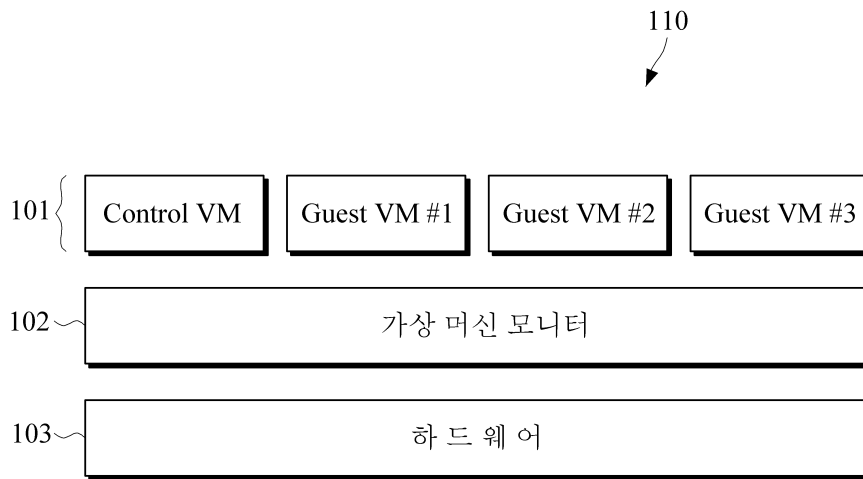 110
101
Control VM
Guest VM #1
Guest VM #2
Guest VM #3
102
가상 머신 모니터
103
하 드 웨 어